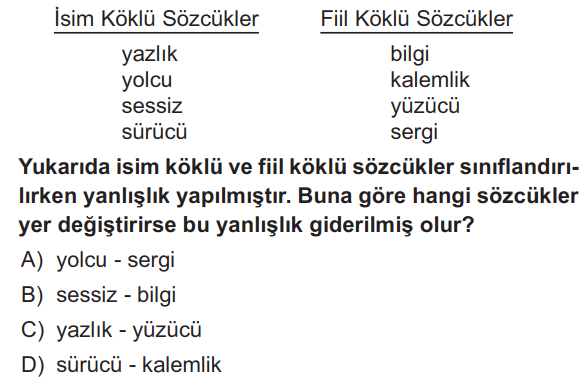 İsim Köklü Sözcükler Fiil Köklü Sözcükler
yazlık bilgi
yolcu kalemlik
sessiz yüzücü
sürücü sergi
Yukarıda isim köklü ve fiil köklü sözcükler sınıflandırı-
lırken yanlışlık yapılmıştır. Buna göre hangi sözcükler
yer değiştirirse bu yanlışlık giderilmiş olur?
A) yolcu - sergi
B) sessiz - bilgi
C) yazlık - yüzücü
D) sürücü - kalemlik